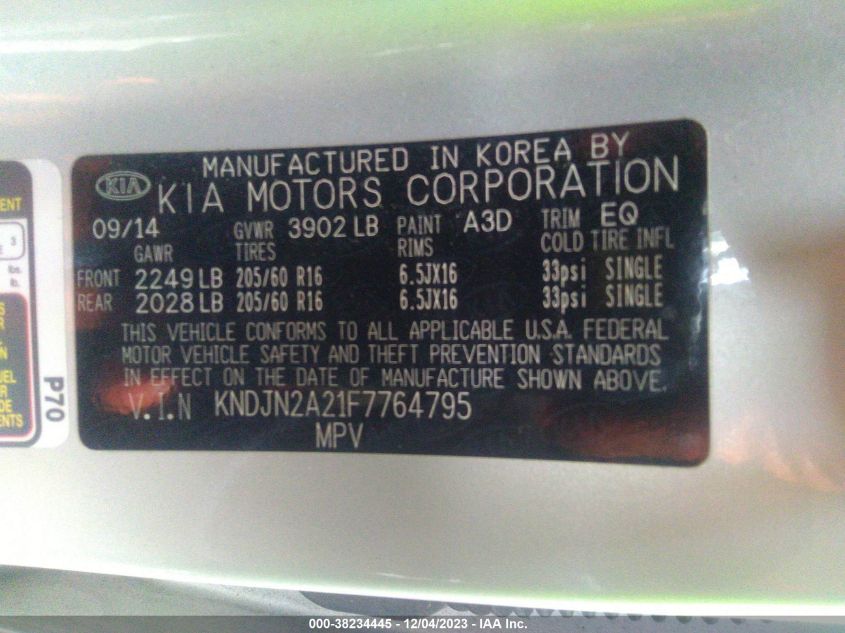 MANUFACTURED IN KOREA BY
KIA KIA MOTORS CORPORATION
09/14 GVWR 3902 LB PAINT A3D TRIM EQ
GAWR TIRES RIMS COLD TIRE INFL
FRONT 2249 LB 205/60 R16 6.5JX16 33psi SINGLE
REAR 2028 LB 205/60 R16 6.5JX16 33psi SINGLE
THIS VEHICLE CONFORMS TO ALL APPLICABLE U.S.A. FEDERAL
MOTOR VEHICLE SAFETY AND THEFT PREVENTION STANDARDS
IN EFFECT ON THE DATE OF MANUFACTURE SHOWN ABOVE.
V.I.N KNDJN2A21F7764795
MPV
P70
000-38234445 - 12/04/2023 - IAA Inc.